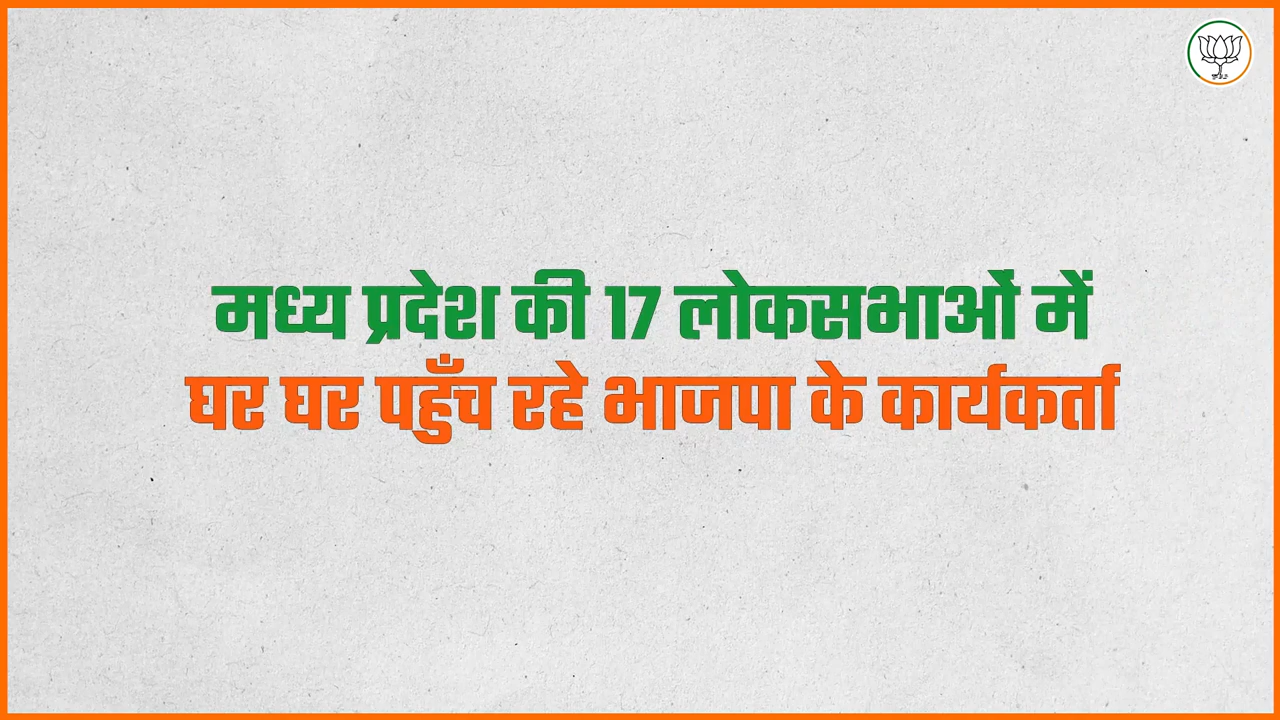 मध्य प्रदेश की 17 लोकसभाओं में
घर घर पहुँच रहे भाजपा के कार्यकर्ता